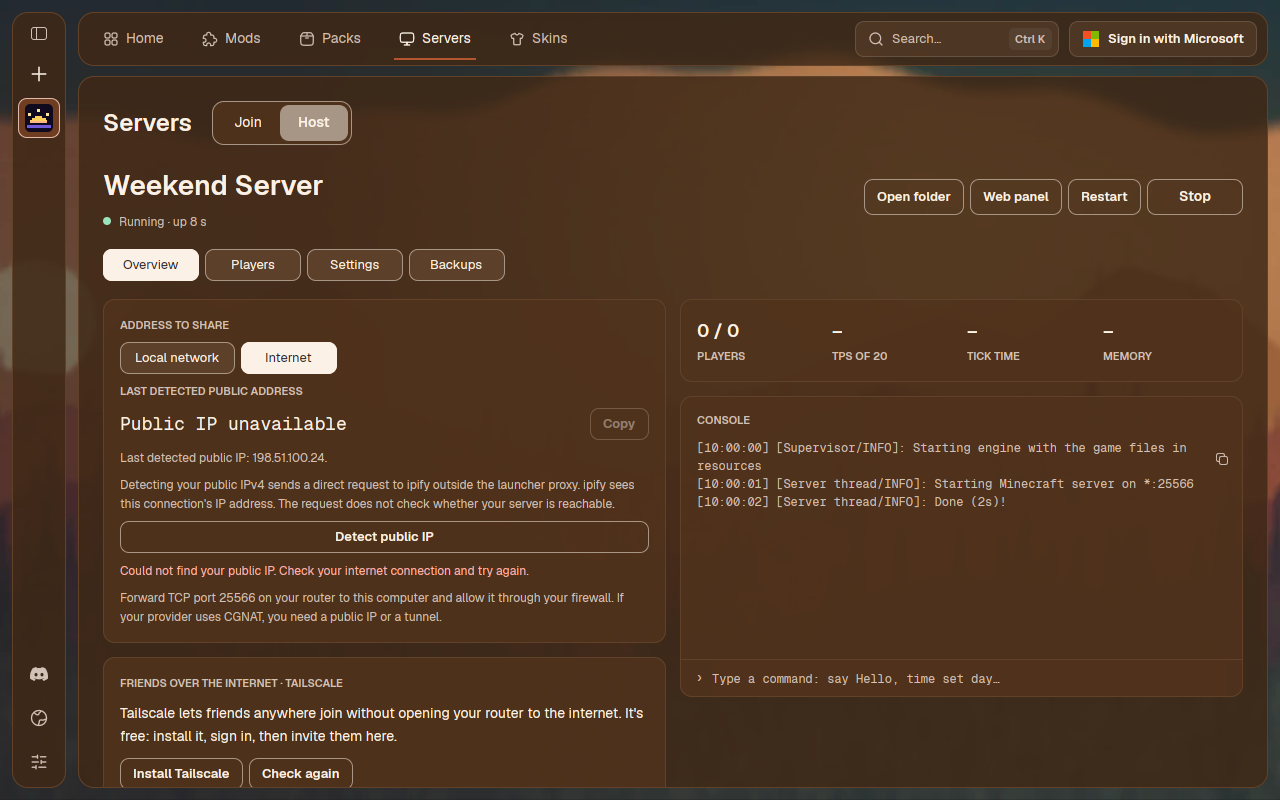 Home
Mods
Packs
Servers
Skins
Search...
Ctrl K
Sign in with Microsoft
Servers
Join
Host
Weekend Server
Running · up 8 s
Open folder
Web panel
Restart
Stop
Overview
Players
Settings
Backups
ADDRESS TO SHARE
Local network
Internet
LAST DETECTED PUBLIC ADDRESS
Public IP unavailable
Copy
Last detected public IP: 198.51.100.24.
Detecting your public IPv4 sends a direct request to ipify outside the launcher proxy. ipify sees
this connection's IP address. The request does not check whether your server is reachable.
Detect public IP
Could not find your public IP. Check your internet connection and try again.
Forward TCP port 25566 on your router to this computer and allow it through your firewall. If
your provider uses CGNAT, you need a public IP or a tunnel.
FRIENDS OVER THE INTERNET · TAILSCALE
Tailscale lets friends anywhere join without opening your router to the internet. It's
free: install it, sign in, then invite them here.
Install Tailscale
Check again
0 / 0
PLAYERS
–
TPS OF 20
–
TICK TIME
–
MEMORY
CONSOLE
[10:00:00] [Supervisor/INFO]: Starting engine with the game files in
resources
[10:00:01] [Server thread/INFO]: Starting Minecraft server on *:25566
[10:00:02] [Server thread/INFO]: Done (2s)!
› Type a command: say Hello, time set day…